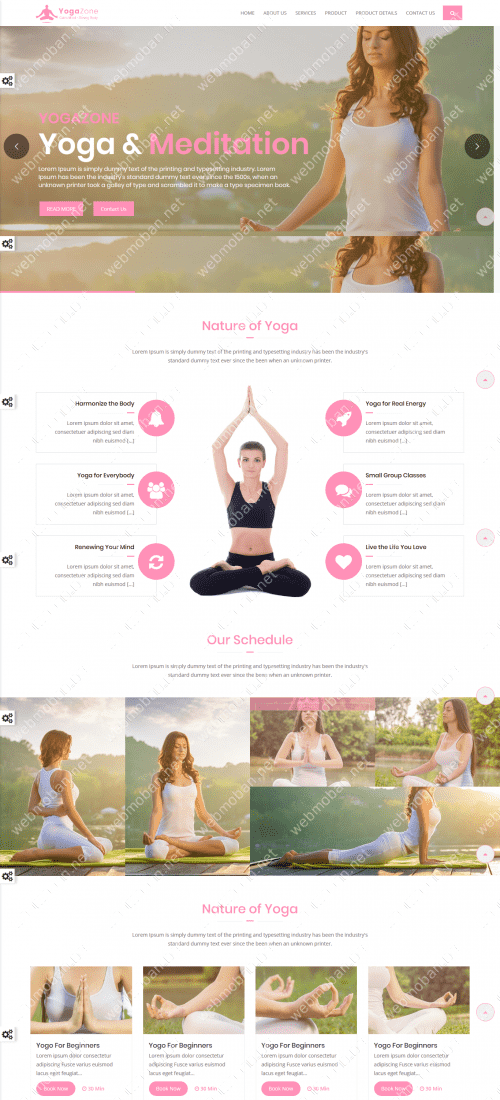 YogaZone
HOME ABOUT US SERVICES PRODUCT PRODUCT DETAILS CONTACT US
YOGAZONE
Yoga & Meditation
Lorem Ipsum is simply dummy text of the printing and typesetting industry. Lorem
Ipsum has been the industry's standard dummy text ever since the 1500s, when an
unknown printer took a galley of type and scrambled it to make a type specimen book.
READ MORE
Contact Us
Nature of Yoga
Lorem Ipsum is simply dummy text of the printing and typesetting industry has been the industry's
standard dummy text ever since the been when an unknown printer.
Harmonize the Body
Lorem ipsum dolor sit amet,
consectetuer adipiscing sed diam
nibh euismod [...]
Yoga for Real Energy
Lorem ipsum dolor sit amet,
consectetuer adipiscing sed diam
nibh euismod [...]
Yoga for Everybody
Lorem ipsum dolor sit amet,
consectetuer adipiscing sed diam
nibh euismod [...]
Small Group Classes
Lorem ipsum dolor sit amet,
consectetuer adipiscing sed diam
nibh euismod [...]
Renewing Your Mind
Lorem ipsum dolor sit amet,
consectetuer adipiscing sed diam
nibh euismod [...]
Live the Life You Love
Lorem ipsum dolor sit amet,
consectetuer adipiscing sed diam
nibh euismod [...]
Our Schedule
Lorem Ipsum is simply dummy text of the printing and typesetting industry has been the industry's
standard dummy text ever since the been when an unknown printer.
Nature of Yoga
Lorem Ipsum is simply dummy text of the printing and typesetting industry has been the industry's
standard dummy text ever since the been when an unknown printer.
Yogo For Beginners
Lorem ipsum dolor consectetur
adipiscing Fusce varius euismod
lacus eget feugiat...
Book Now 30 Min
Yogo For Beginners
Lorem ipsum dolor consectetur
adipiscing Fusce varius euismod
lacus eget feugiat...
Book Now 30 Min
Yogo For Beginners
Lorem ipsum dolor consectetur
adipiscing Fusce varius euismod
lacus eget feugiat...
Book Now 30 Min
Yogo For Beginners
Lorem ipsum dolor consectetur
adipiscing Fusce varius euismod
lacus eget feugiat...
Book Now 30 Min
webmoban.net